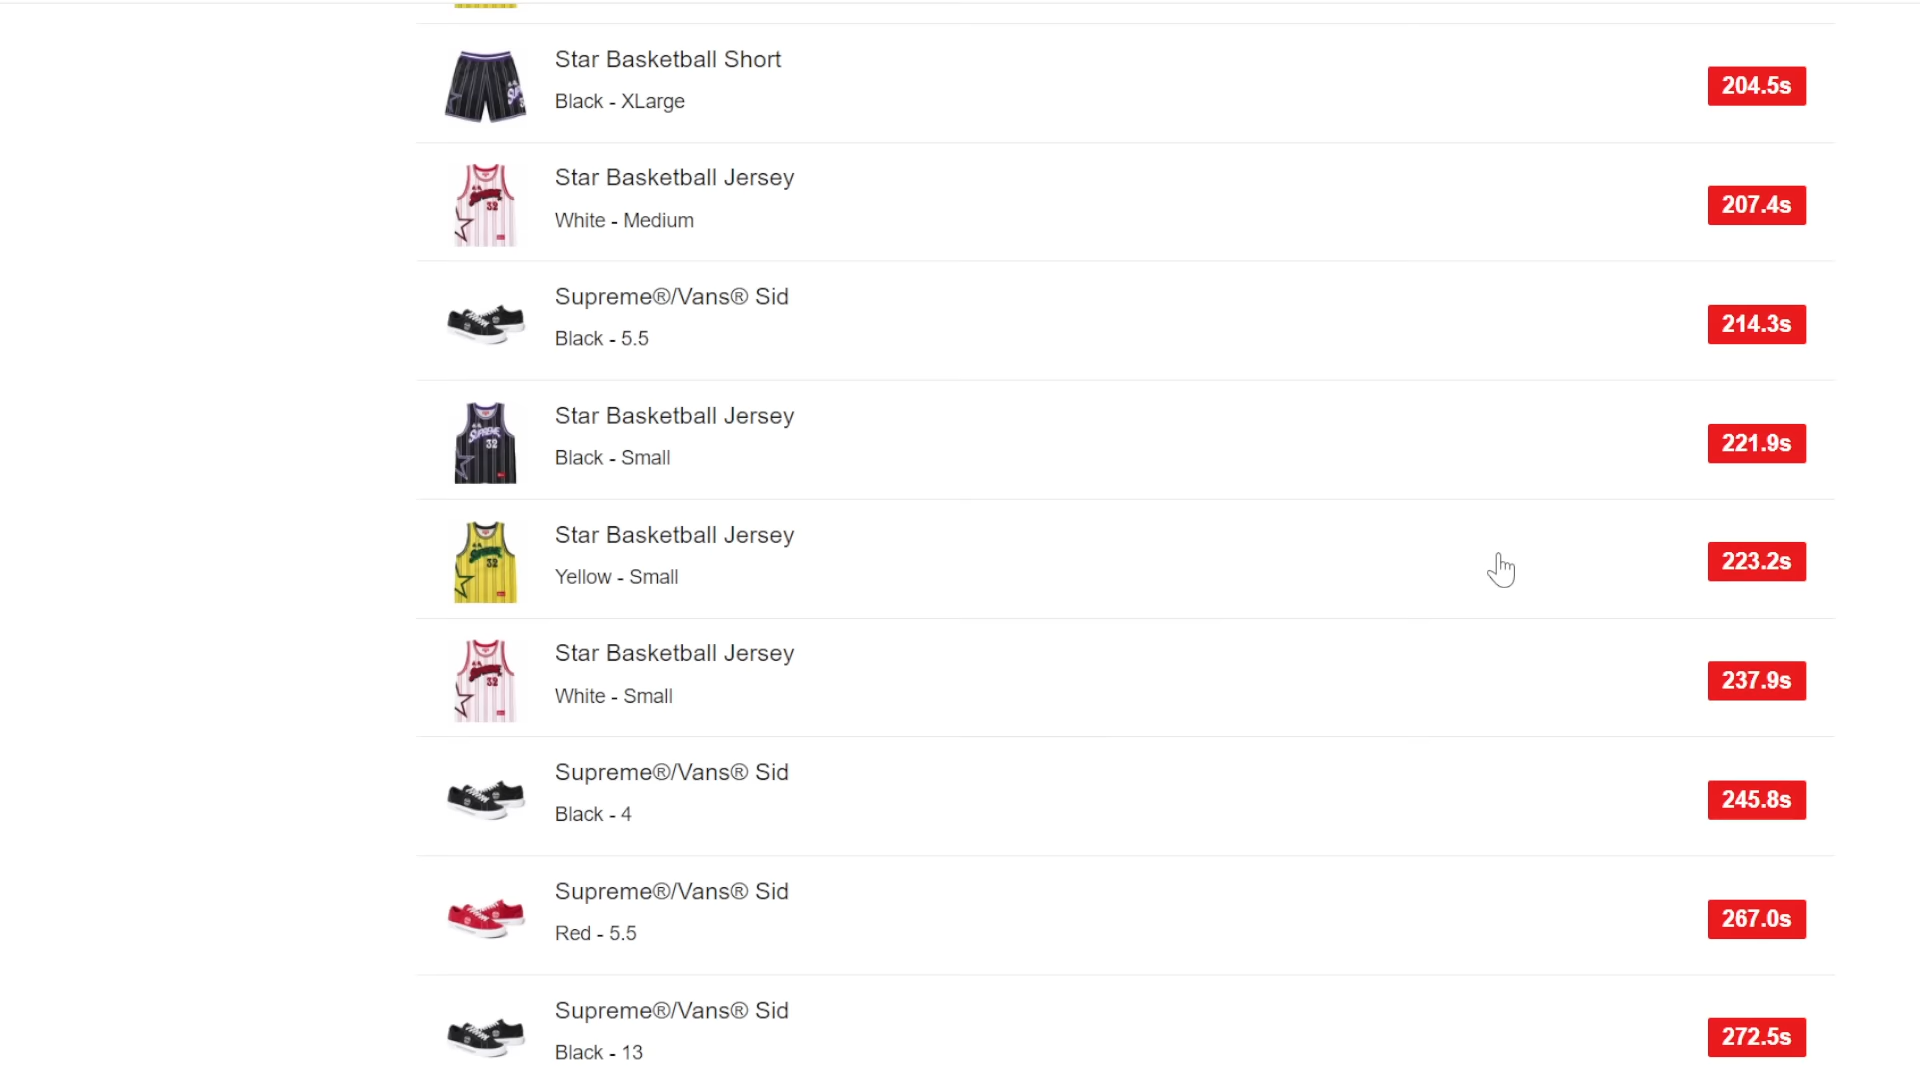 Star Basketball Short
Black - XLarge
204.5s
Star Basketball Jersey
White - Medium
207.4s
Supreme®/Vans® Sid
Black - 5.5
214.3s
Star Basketball Jersey
Black - Small
221.9s
Star Basketball Jersey
Yellow - Small
223.2s
Star Basketball Jersey
White - Small
237.9s
Supreme®/Vans® Sid
Black - 4
245.8s
Supreme®/Vans® Sid
Red - 5.5
267.0s
Supreme®/Vans® Sid
Black - 13
272.5s
SUPREME
32